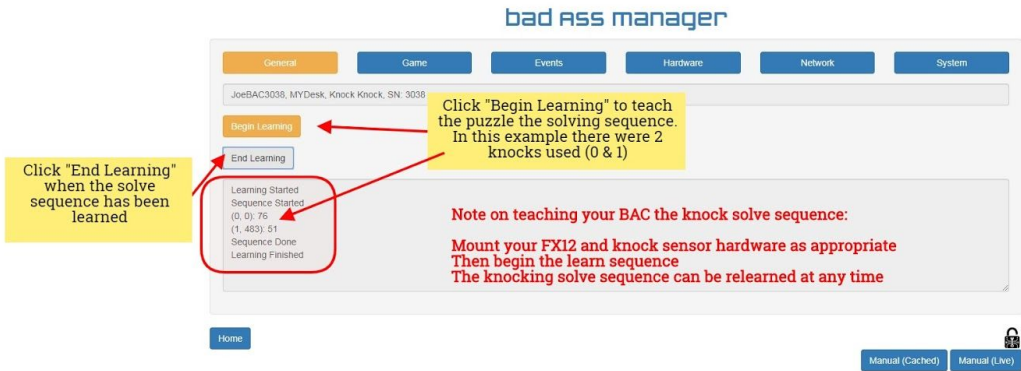 bad Ass manager
General
Game
Events
Hardware
Network
System
JoeBAC3038, MYDesk, Knock Knock, SN: 3038
Begin Learning
Click "Begin Learning" to teach
the puzzle the solving sequence.
In this example there were 2
knocks used (0 & 1)
End Learning
Click "End Learning"
when the solve
sequence has been
learned
Learning Started
Sequence Started
(0, 0): 76
(1, 483): 51
Sequence Done
Learning Finished
Note on teaching your BAC the knock solve sequence:
Mount your FX12 and knock sensor hardware as appropriate
Then begin the learn sequence
The knocking solve sequence can be relearned at any time
Home
Manual (Cached)
Manual (Live)